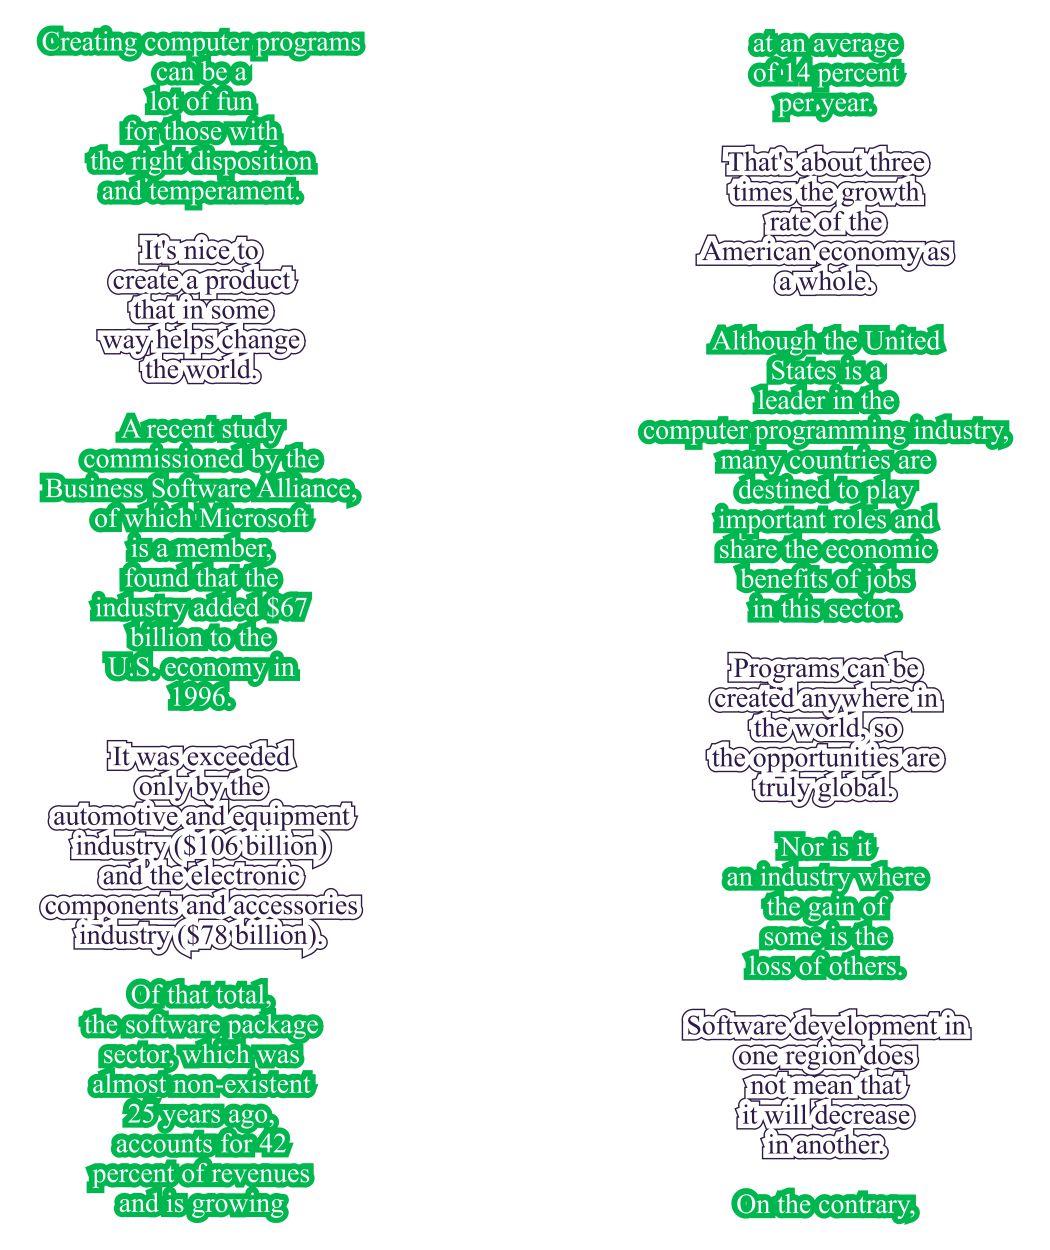 Creating computer programs
can be a
lot of fun
for those with
the right disposition
and temperament.
It's nice to
create a product
that in some
way helps change
the world.
A recent study
commissioned by the
Business Software Alliance,
of which Microsoft
is a member,
found that the
industry added $67
billion to the
U.S. economy in
1996.
It was exceeded
only by the
automotive and equipment
industry ($106 billion)
and the electronic
components and accessories
industry ($78 billion).
Of that total,
the software package
sector, which was
almost non-existent
25 years ago,
accounts for 42
percent of revenues
and is growing
at an average
of 14 percent
per year.
That's about three
times the growth
rate of the
American economy as
a whole.
Although the United
States is a
leader in the
computer programming industry,
many countries are
destined to play
important roles and
share the economic
benefits of jobs
in this sector.
Programs can be
created anywhere in
the world, so
the opportunities are
truly global.
Nor is it
an industry where
the gain of
some is the
loss of others.
Software development in
one region does
not mean that
it will decrease
in another.
On the contrary,